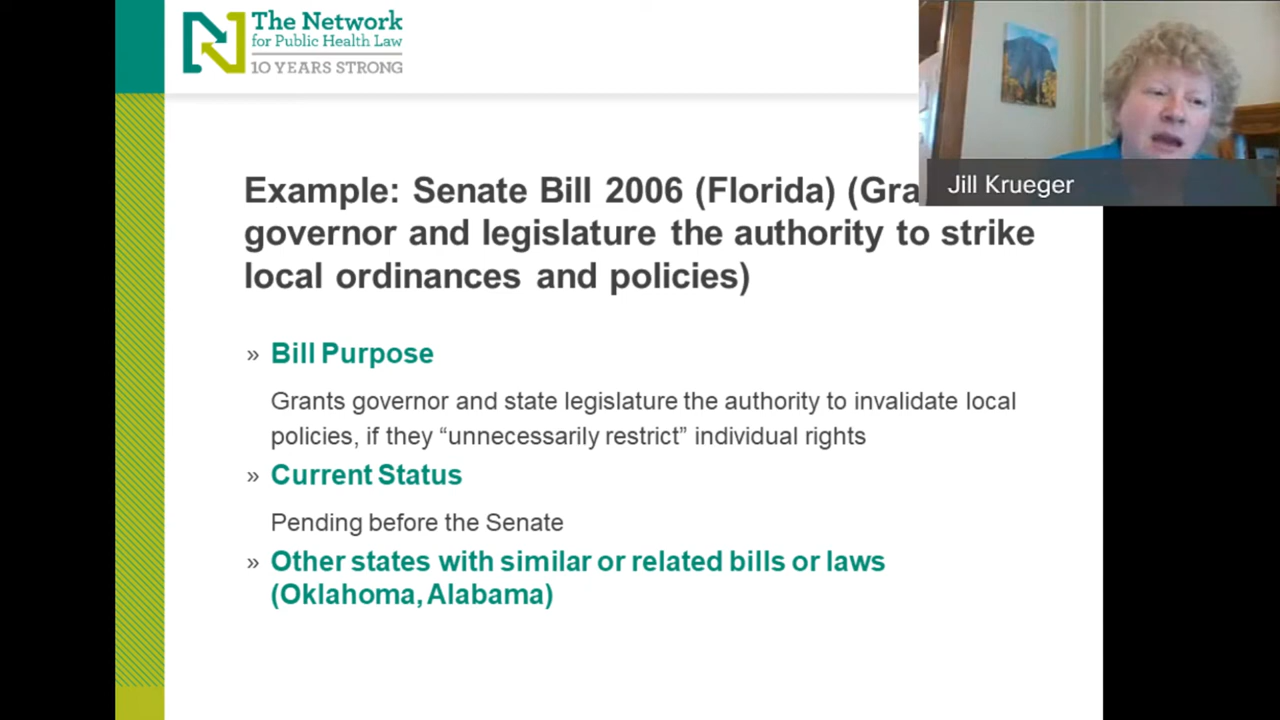 The Network
for Public Health Law
10 YEARS STRONG
Jill Krueger
Example: Senate Bill 2006 (Florida) (Gra
governor and legislature the authority to strike
local ordinances and policies)
» Bill Purpose
Grants governor and state legislature the authority to invalidate local
policies, if they “unnecessarily restrict” individual rights
» Current Status
Pending before the Senate
» Other states with similar or related bills or laws
(Oklahoma, Alabama)